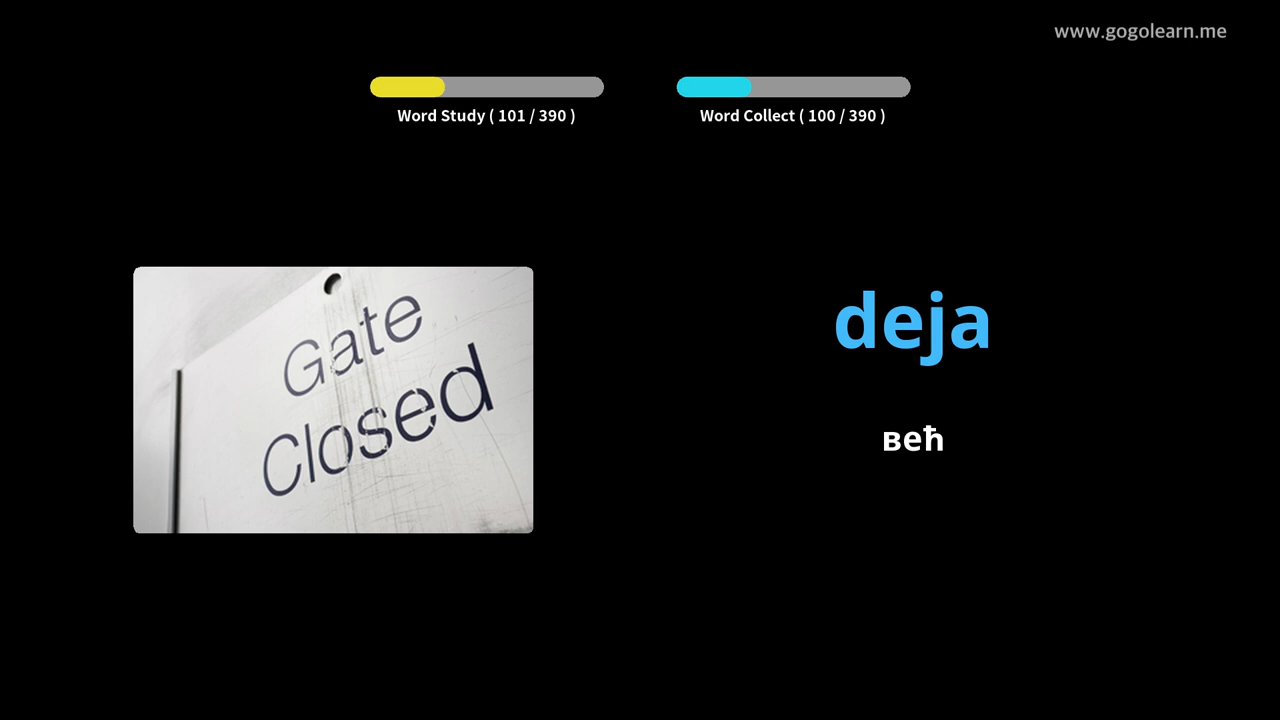 www.gogolearn.me
Word Study ( 101 / 390 )
Word Collect ( 100 / 390 )
Gate
Closed
deja
већ